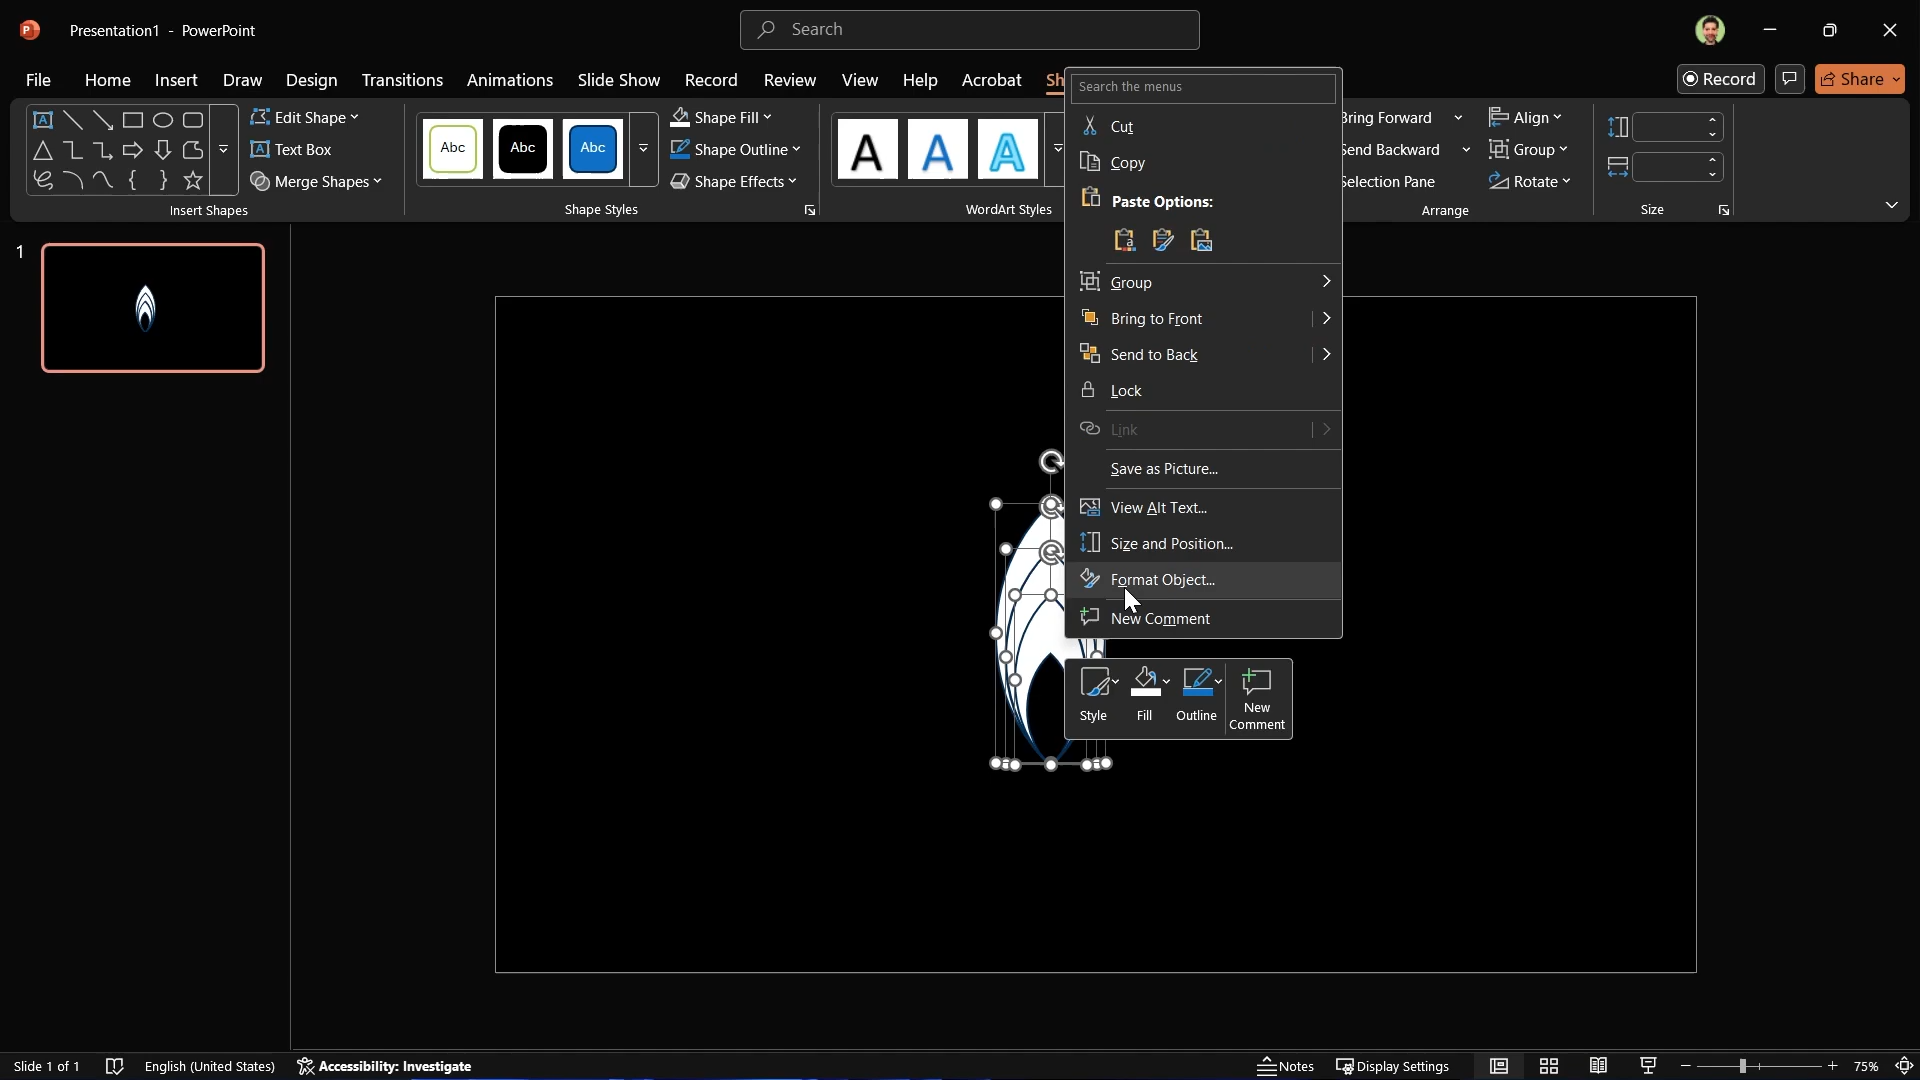 Presentation1 - PowerPoint
Search
File Home Insert Draw Design Transitions Animations Slide Show Record Review View Help Acrobat Sh
Record
Share
Edit Shape
Text Box
Merge Shapes
Insert Shapes
Abc Abc Abc
Shape Fill
Shape Outline
Shape Effects
Shape Styles
A A A
WordArt Styles
Bring Forward
Send Backward
Selection Pane
Align
Group
Rotate
Arrange
Size
Search the menus
Cut
Copy
Paste Options:
Group
Bring to Front
Send to Back
Lock
Link
Save as Picture...
View Alt Text...
Size and Position...
Format Object...
New Comment
Style
Fill
Outline
New
Comment
1
Slide 1 of 1
English (United States)
Accessibility: Investigate
Notes
Display Settings
75%